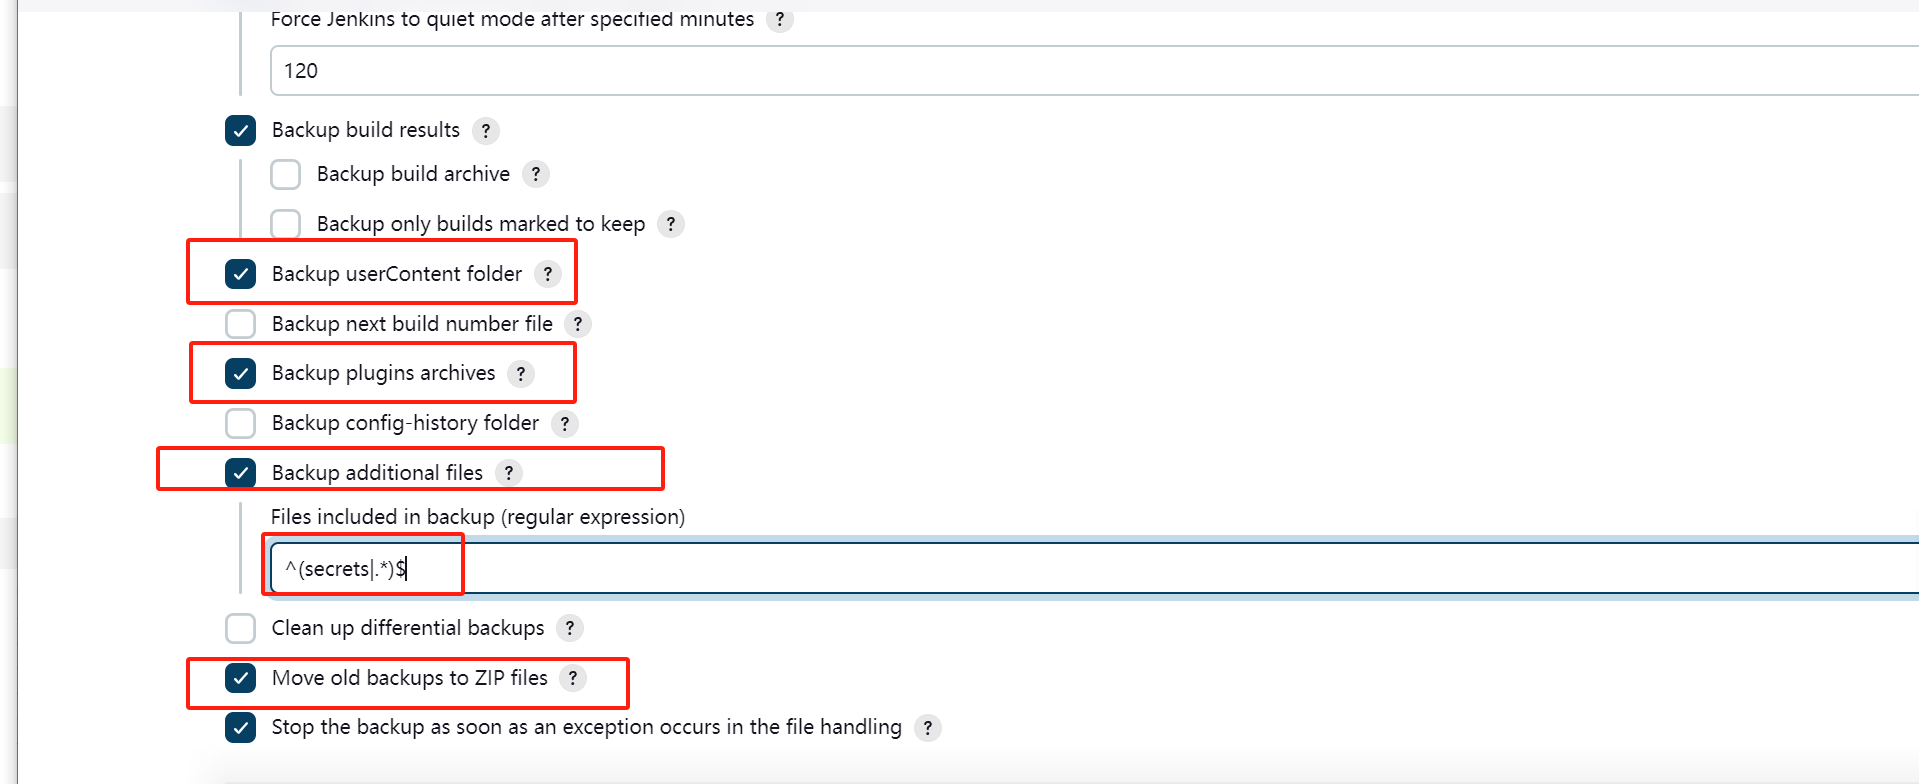 Force Jenkins to quiet mode after specified minutes ?
120
Backup build results ?
Backup build archive ?
Backup only builds marked to keep ?
Backup userContent folder ?
Backup next build number file ?
Backup plugins archives ?
Backup config-history folder ?
Backup additional files ?
Files included in backup (regular expression)
^(secrets|.*)$
Clean up differential backups ?
Move old backups to ZIP files ?
Stop the backup as soon as an exception occurs in the file handling ?